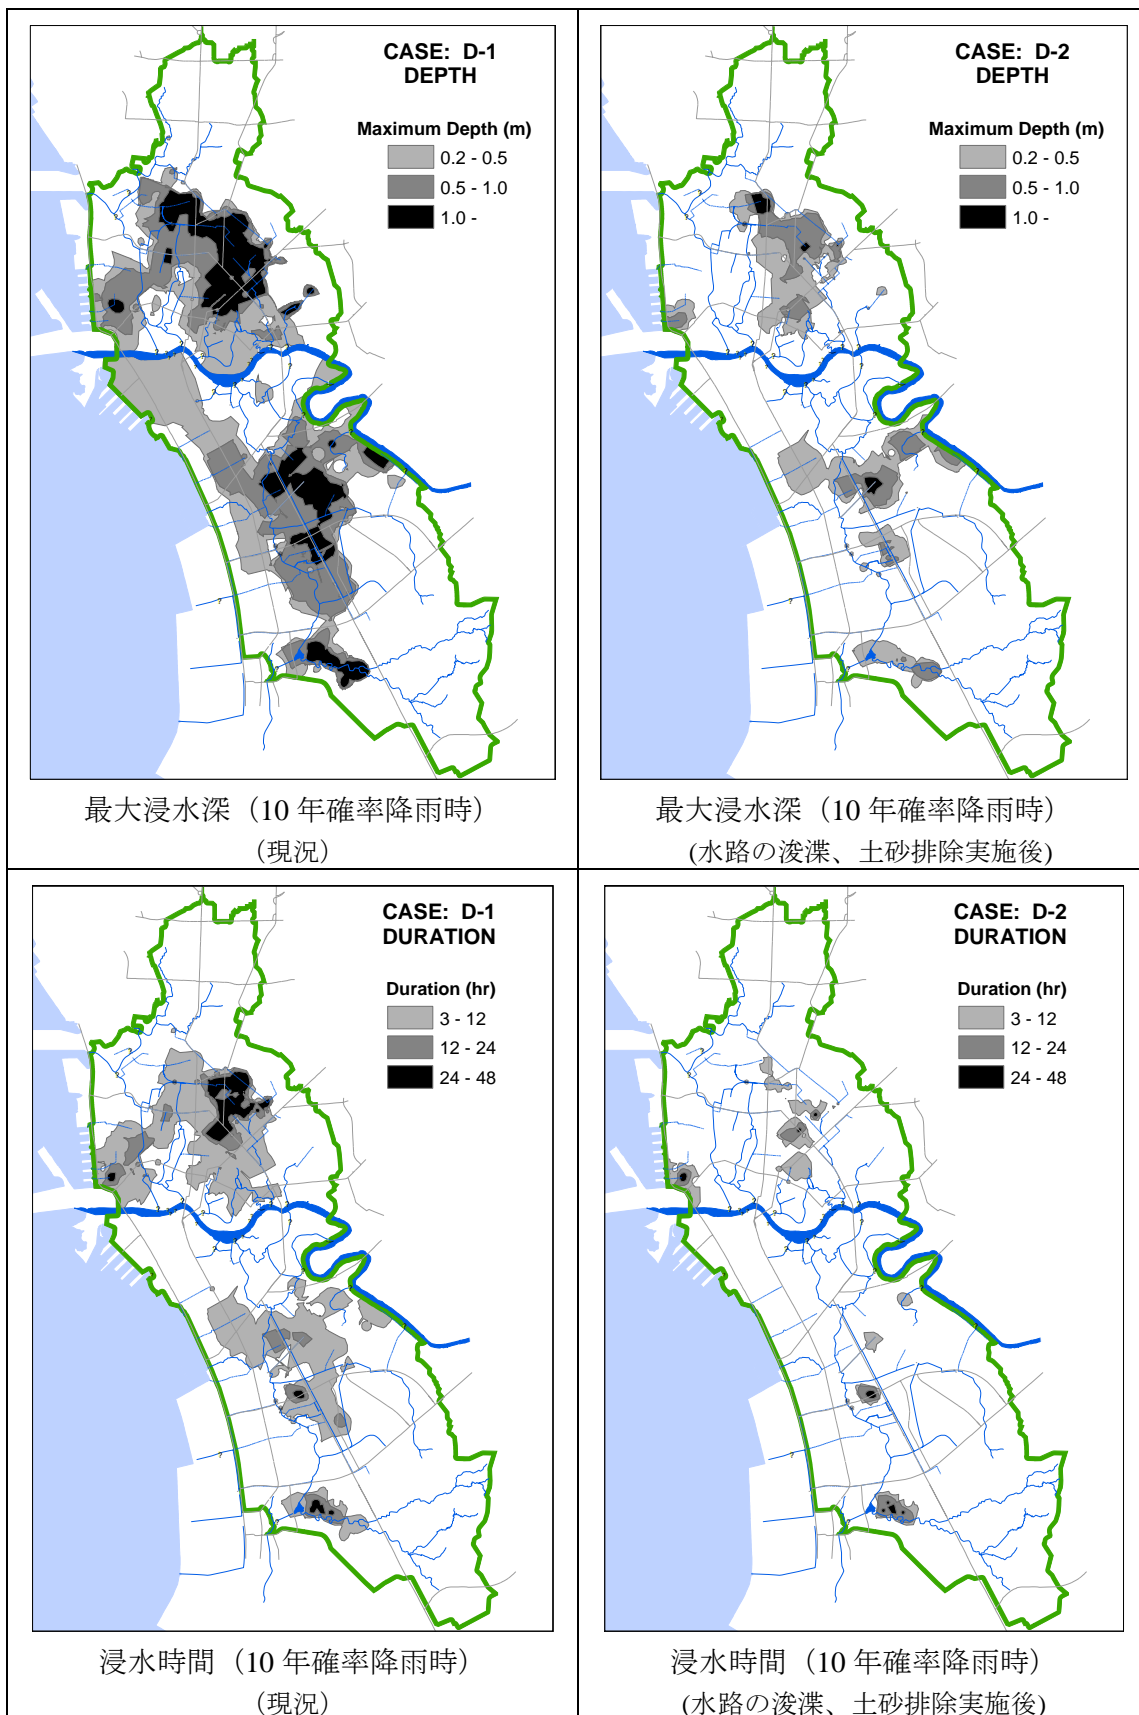 CASE: D-1
DEPTH
Maximum Depth (m)
0.2 - 0.5
0.5 - 1.0
1.0 -
最大浸水深（10 年確率降雨時）
（現況）
CASE: D-2
DEPTH
Maximum Depth (m)
0.2 - 0.5
0.5 - 1.0
1.0 -
最大浸水深（10 年確率降雨時）
(水路の浚渫、土砂排除実施後)
CASE: D-1
DURATION
Duration (hr)
3 - 12
12 - 24
24 - 48
浸水時間（10 年確率降雨時）
（現況）
CASE: D-2
DURATION
Duration (hr)
3 - 12
12 - 24
24 - 48
浸水時間（10 年確率降雨時）
(水路の浚渫、土砂排除実施後)